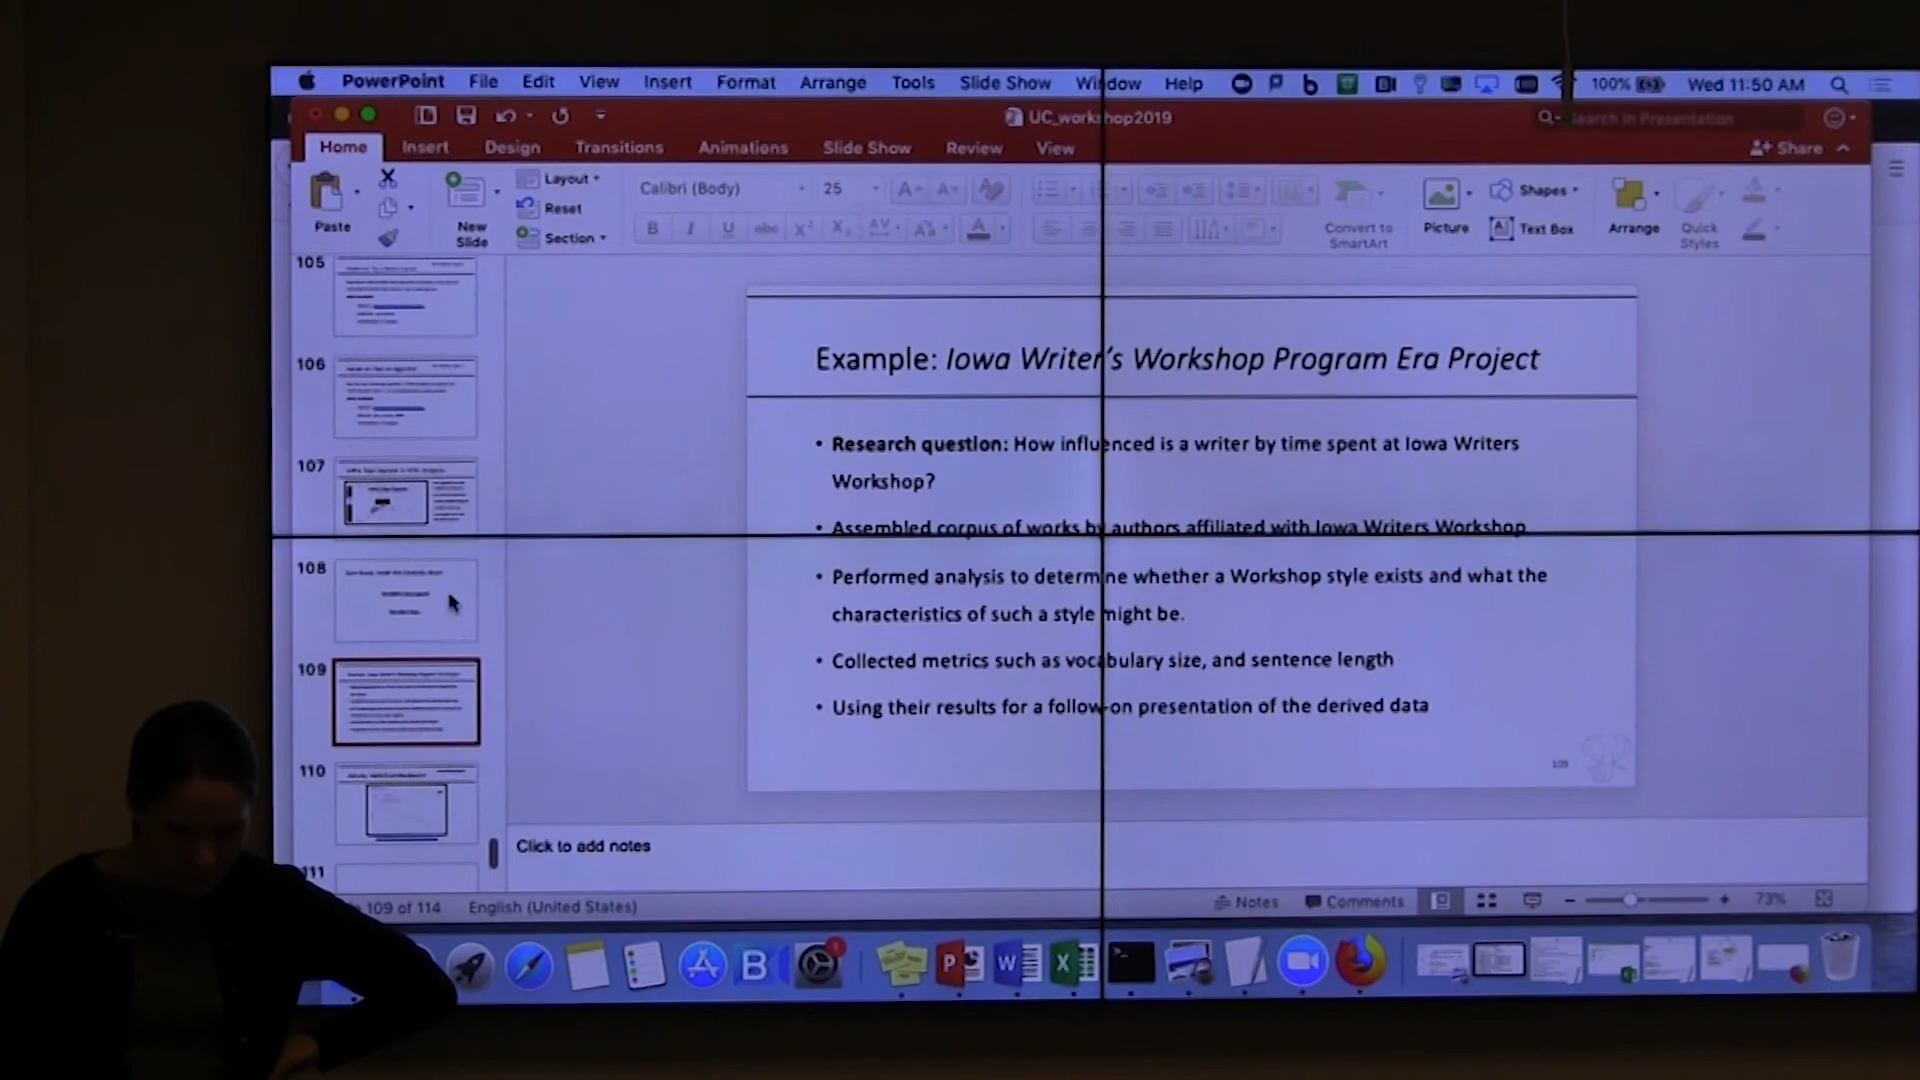 PowerPoint File Edit View Insert Format Arrange Tools Slide Show Window Help 100% Wed 11:50 AM
UC_workshop2019 Search in Presentation
Home Insert Design Transitions Animations Slide Show Review View Share
Paste New Slide Layout Reset Section Calibri (Body) 25 Convert to SmartArt Picture Shapes Text Box Arrange Quick Styles
105
106
107
108
109
110
111
Example: Iowa Writer's Workshop Program Era Project
• Research question: How influenced is a writer by time spent at Iowa Writers
Workshop?
• Assembled corpus of works by authors affiliated with Iowa Writers Workshop
• Performed analysis to determine whether a Workshop style exists and what the
characteristics of such a style might be.
• Collected metrics such as vocabulary size, and sentence length
• Using their results for a follow-on presentation of the derived data
109
Click to add notes
109 of 114 English (United States) Notes Comments 73%